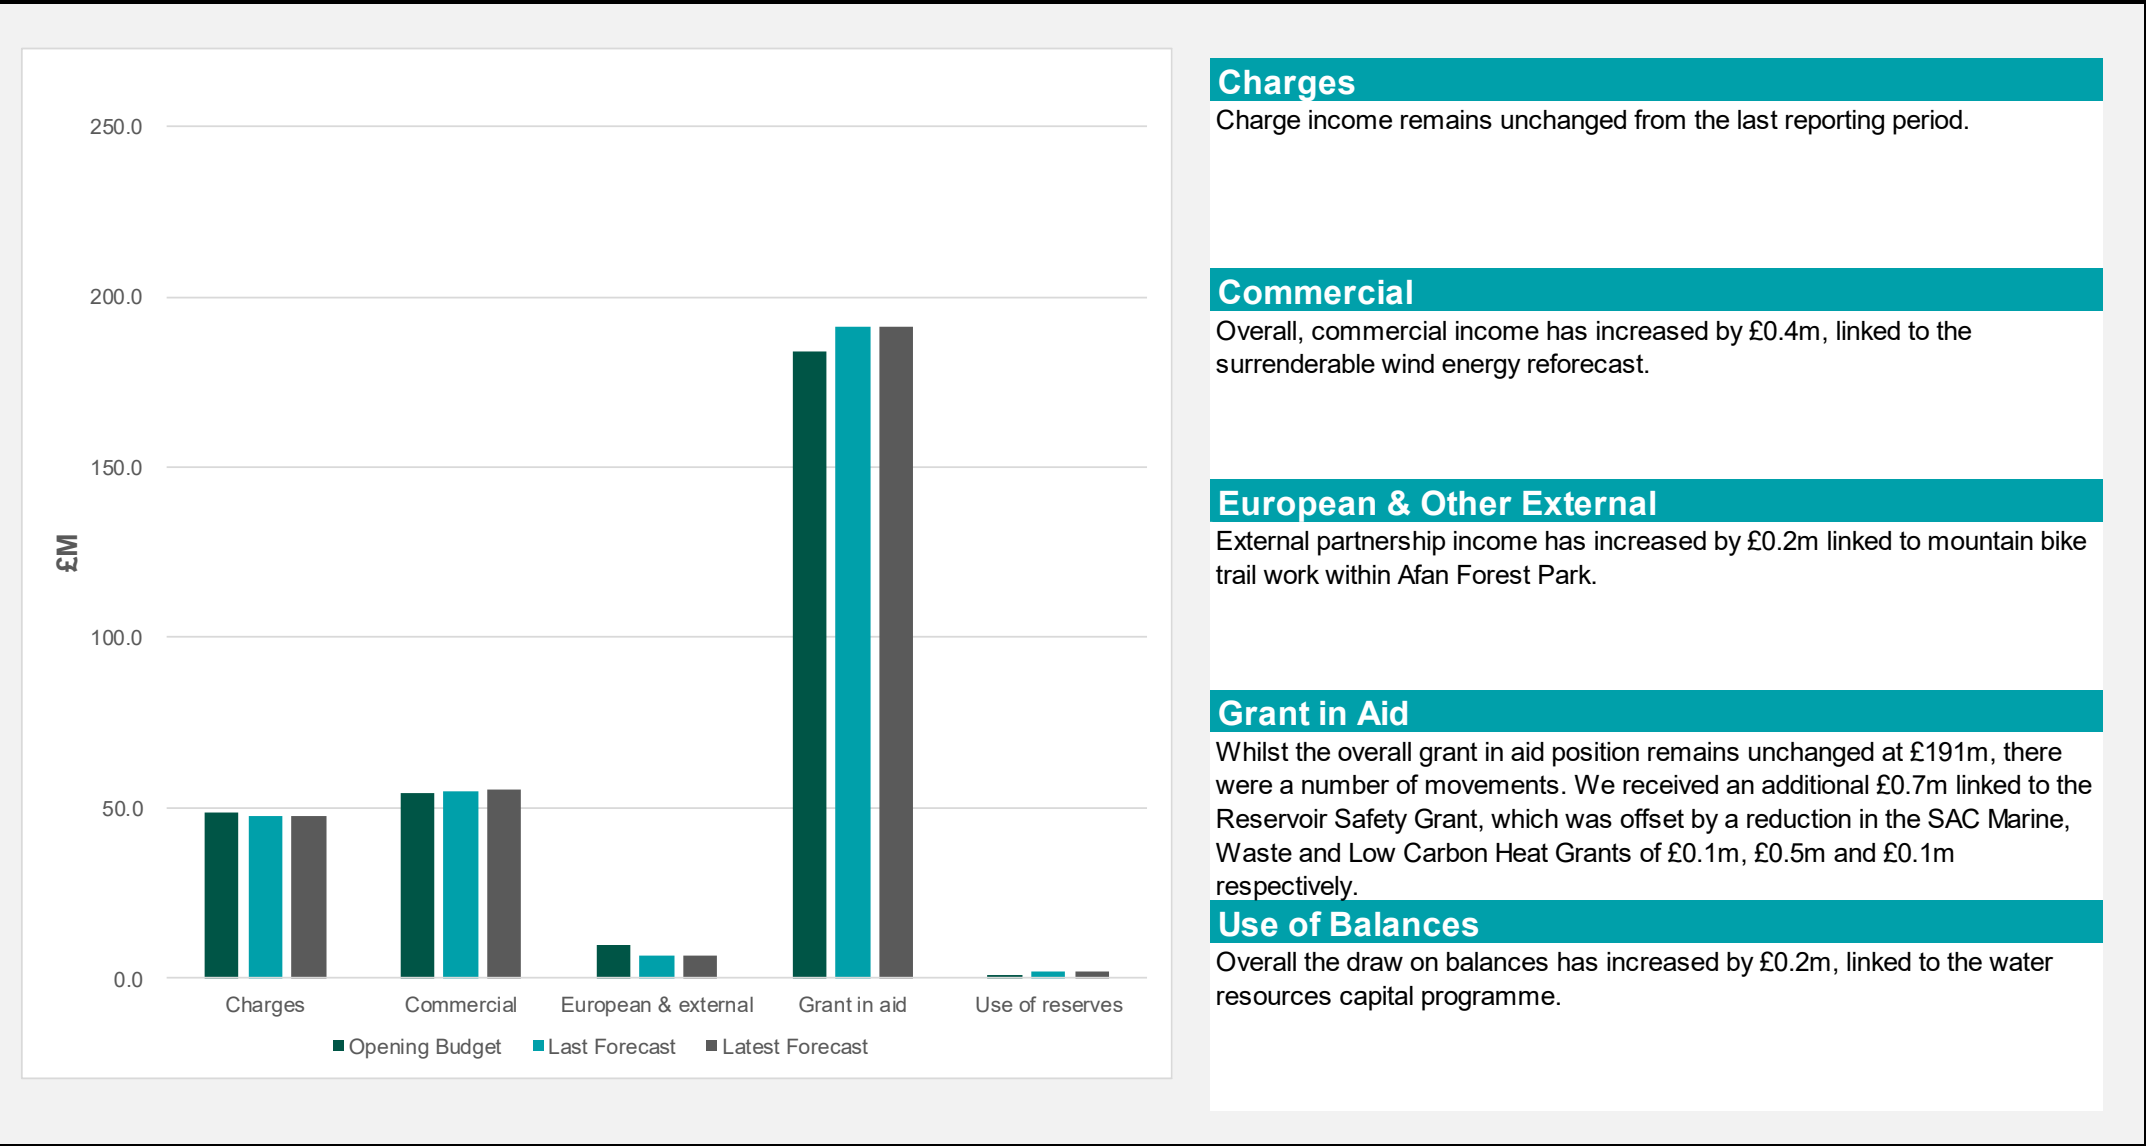 250.0
200.0
150.0
100.0
50.0
0.0
£M
Charges
Commercial
European & external
Grant in aid
Use of reserves
Opening Budget
Last Forecast
Latest Forecast
Charges
Charge income remains unchanged from the last reporting period.
Commercial
Overall, commercial income has increased by £0.4m, linked to the
surrenderable wind energy reforecast.
European & Other External
External partnership income has increased by £0.2m linked to mountain bike
trail work within Afan Forest Park.
Grant in Aid
Whilst the overall grant in aid position remains unchanged at £191m, there
were a number of movements. We received an additional £0.7m linked to the
Reservoir Safety Grant, which was offset by a reduction in the SAC Marine,
Waste and Low Carbon Heat Grants of £0.1m, £0.5m and £0.1m
respectively.
Use of Balances
Overall the draw on balances has increased by £0.2m, linked to the water
resources capital programme.